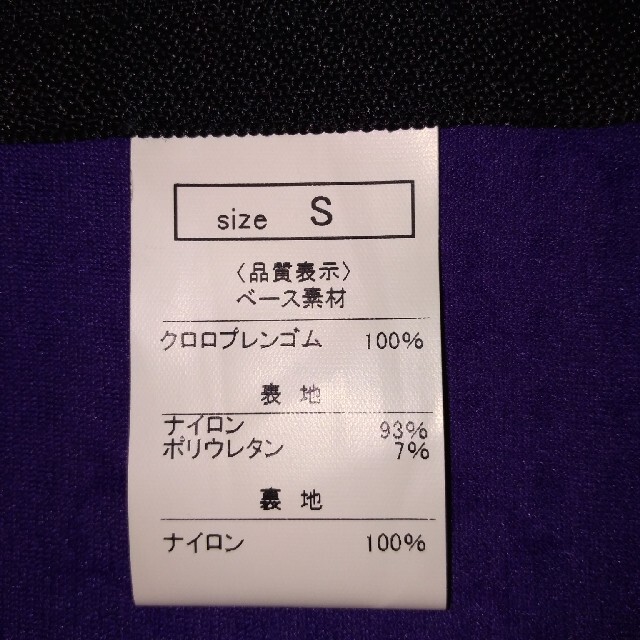 size S
〈品質表示〉
ベース素材
クロロプレンゴム 100%
表地
ナイロン 93%
ポリウレタン 7%
裏地
ナイロン 100%